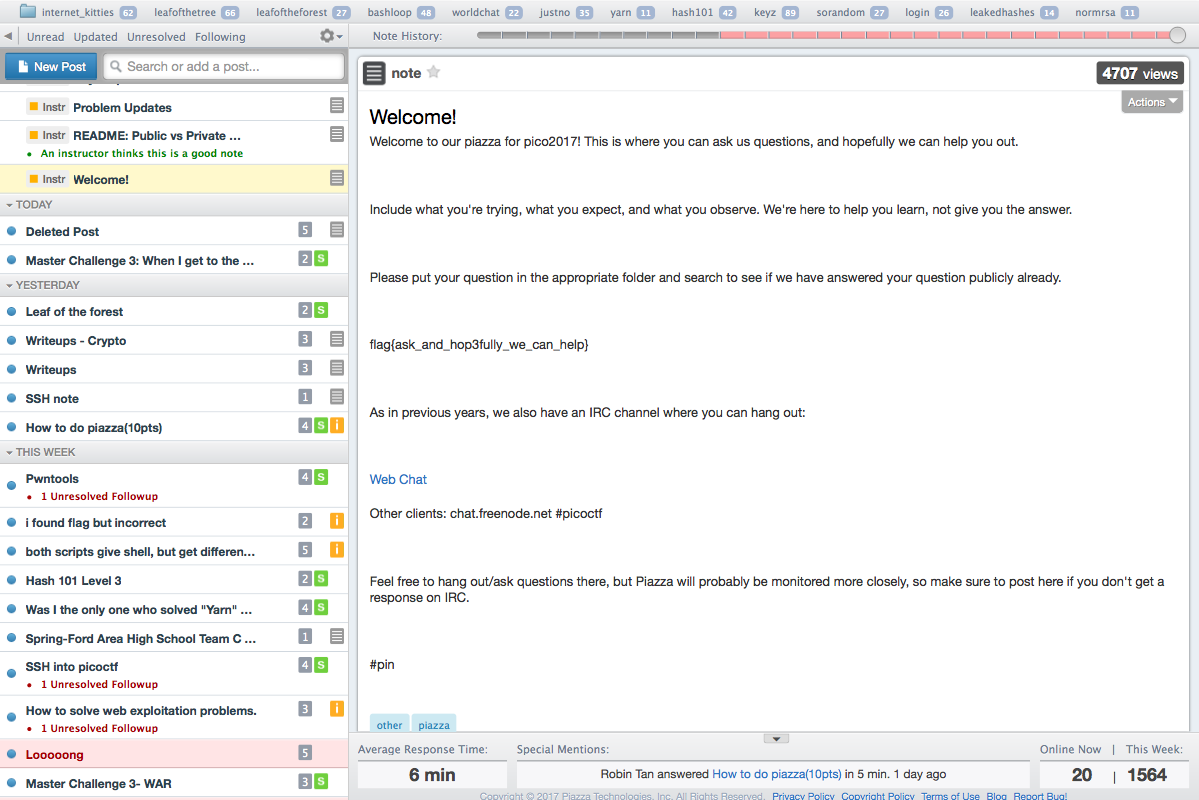 internet_kitties 62 leafofthetree 66 leafoftheforest 27 bashloop 48 worldchat 22 justno 35 yarn 11 hash101 42 keyz 89 sorandom 27 login 26 leakedhashes 14 normrsa 11
Unread Updated Unresolved Following
Note History:
New Post
Search or add a post...
Instr Problem Updates
Instr README: Public vs Private ...
An instructor thinks this is a good note
Instr Welcome!
TODAY
Deleted Post 5
Master Challenge 3: When I get to the ... 2 S
YESTERDAY
Leaf of the forest 2 S
Writeups - Crypto 3
Writeups 3
SSH note 1
How to do piazza(10pts) 4 S i
THIS WEEK
Pwntools 4 S
1 Unresolved Followup
i found flag but incorrect 2 i
both scripts give shell, but get differen... 5 i
Hash 101 Level 3 2 S
Was I the only one who solved "Yarn" ... 4 S
Spring-Ford Area High School Team C ... 1
SSH into picoctf 4 S
1 Unresolved Followup
How to solve web exploitation problems. 3 i
1 Unresolved Followup
Looooong 5
Master Challenge 3- WAR 3 S
note
4707 views
Actions
Welcome!
Welcome to our piazza for pico2017! This is where you can ask us questions, and hopefully we can help you out.
Include what you're trying, what you expect, and what you observe. We're here to help you learn, not give you the answer.
Please put your question in the appropriate folder and search to see if we have answered your question publicly already.
flag{ask_and_hop3fully_we_can_help}
As in previous years, we also have an IRC channel where you can hang out:
Web Chat
Other clients: chat.freenode.net #picoctf
Feel free to hang out/ask questions there, but Piazza will probably be monitored more closely, so make sure to post here if you don't get a
response on IRC.
#pin
other piazza
Average Response Time: Special Mentions: Online Now | This Week:
6 min Robin Tan answered How to do piazza(10pts) in 5 min. 1 day ago 20 | 1564
Copyright © 2017 Piazza Technologies, Inc. All Rights Reserved. Privacy Policy Copyright Policy Terms of Use Blog Report Bug!